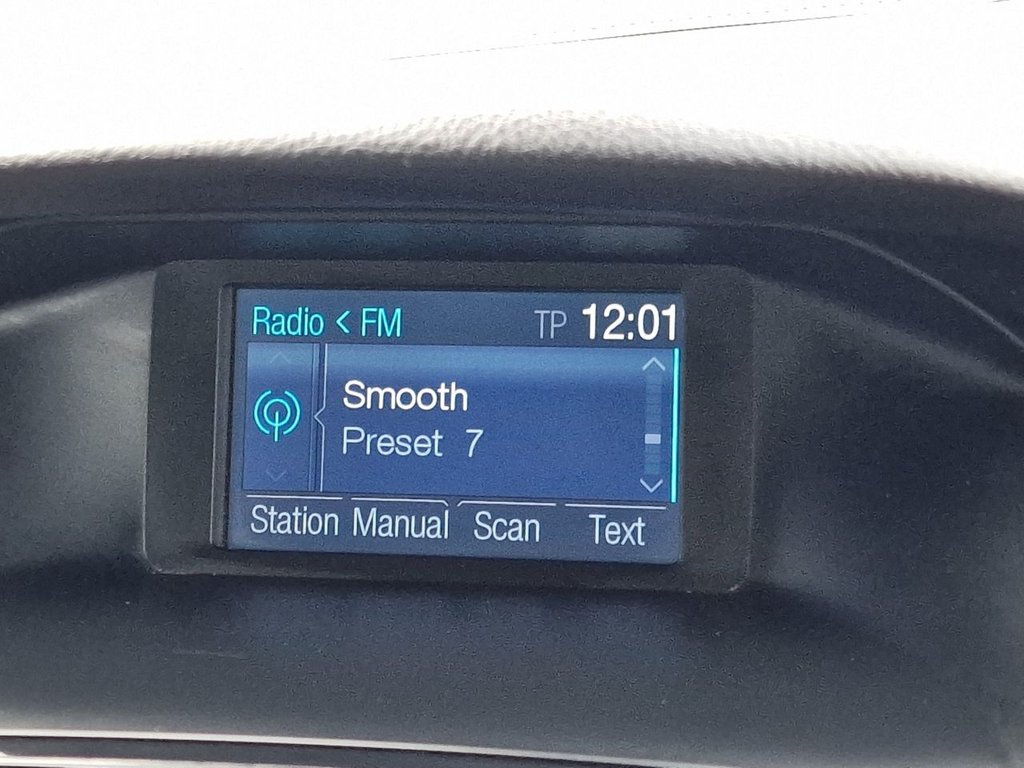 Radio < FM TP 12:01
Smooth
Preset 7
Station Manual Scan Text